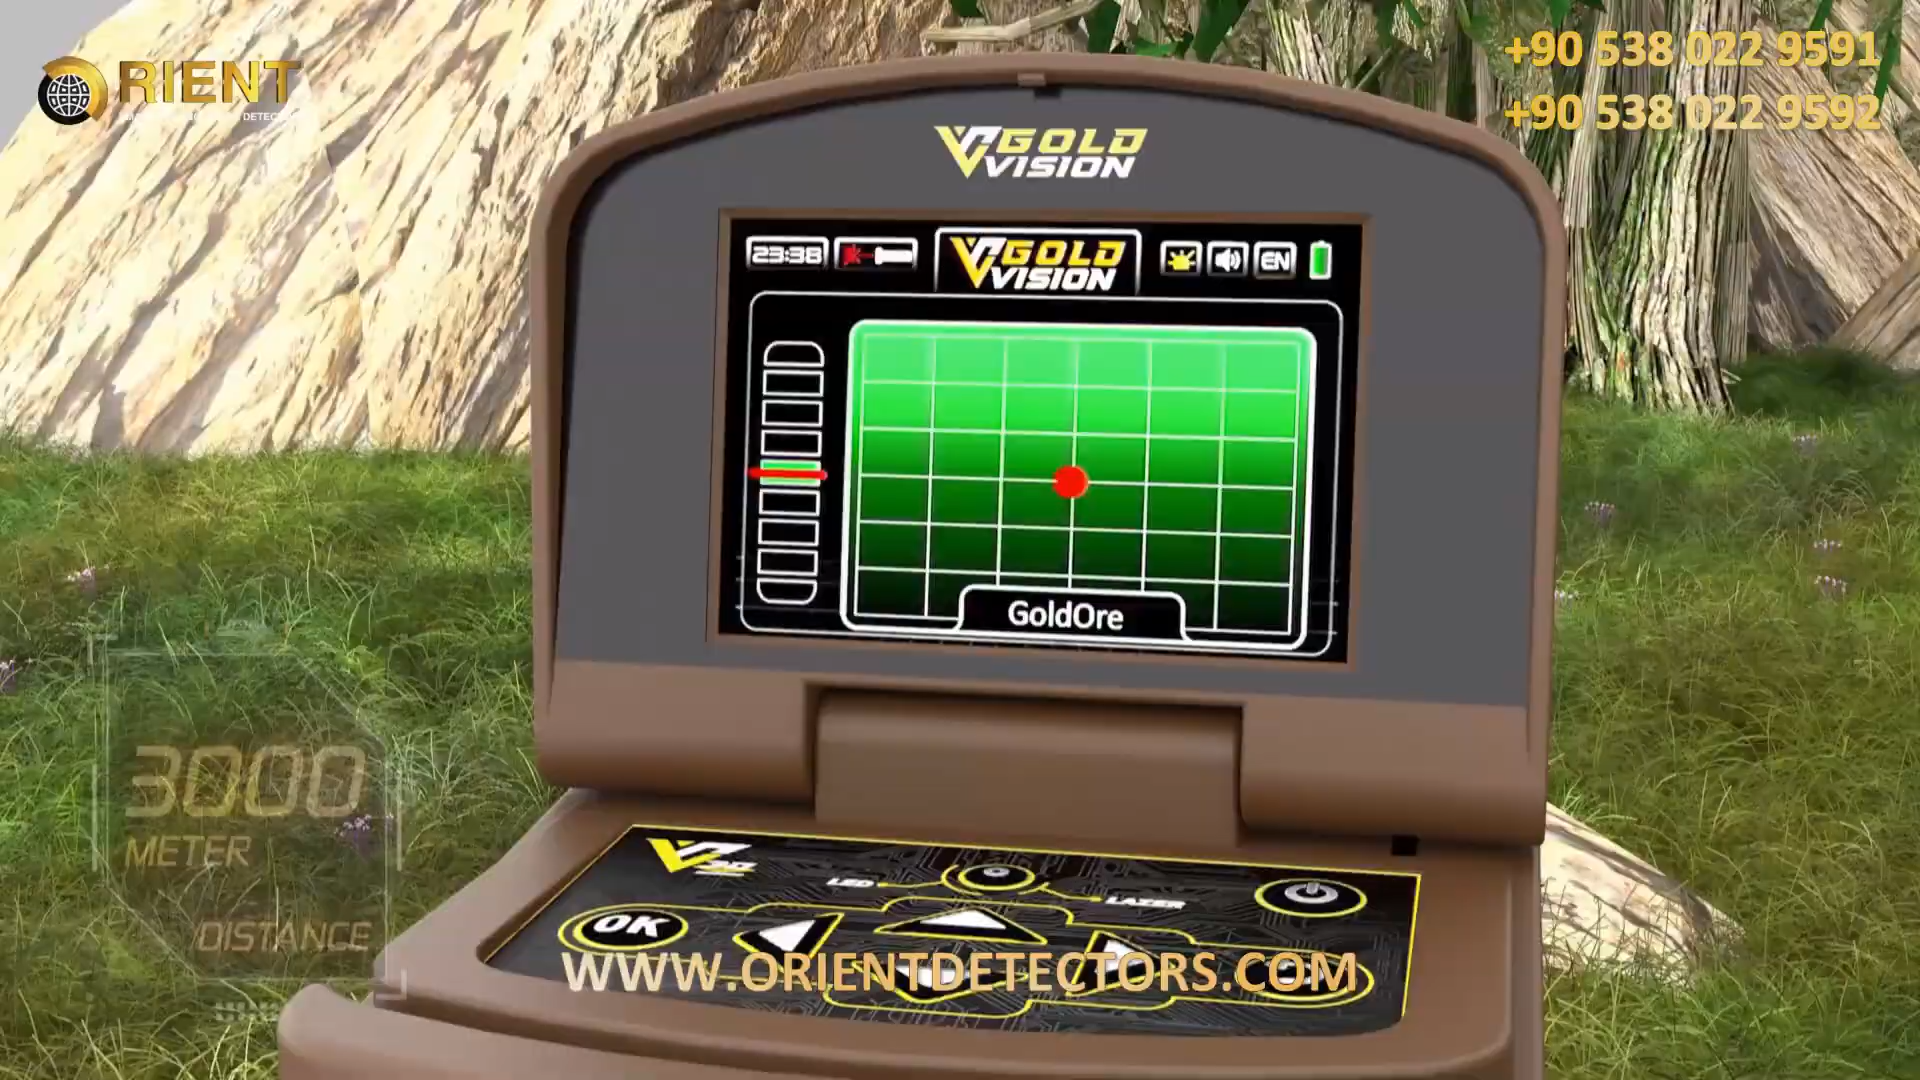 RIENT
+90 538 022 9591
+90 538 022 9592
GOLD
VISION
23:38
GOLD
VISION
EN
GoldOre
3000
METER
DISTANCE
LED
LAZER
OK
WWW.ORIENTDETECTORS.COM